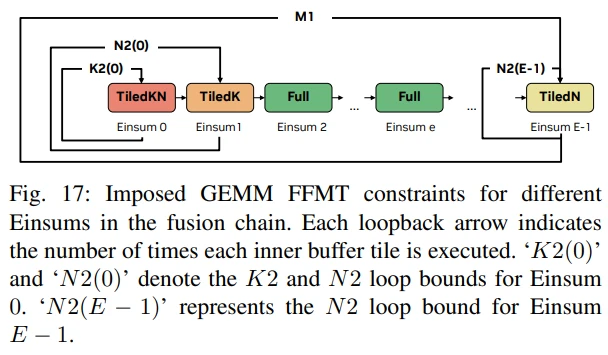 M1
N2(0)
K2(0)
N2(E-1)
TiledKN
TiledK
Full
Full
TiledN
...
...
Einsum 0
Einsum 1
Einsum 2
Einsum e
Einsum E-1
Fig. 17: Imposed GEMM FFMT constraints for different
Einsums in the fusion chain. Each loopback arrow indicates
the number of times each inner buffer tile is executed. ‘K2(0)’
and ‘N2(0)’ denote the K2 and N2 loop bounds for Einsum
0. ‘N2(E − 1)’ represents the N2 loop bound for Einsum
E − 1.